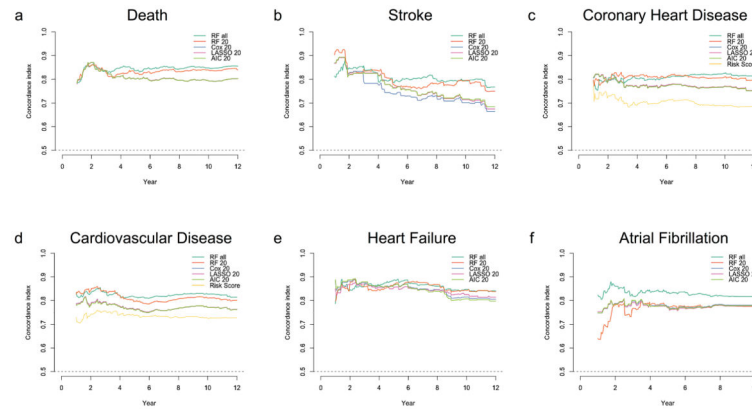 a
Death
Concordance index
1.0
0.9
0.8
0.7
0.6
0.5
0
2
4
6
8
10
12
Year
RF all
RF 20
Cox 20
LASSO 20
AIC 20
b
Stroke
Concordance index
1.0
0.9
0.8
0.7
0.6
0.5
0
2
4
6
8
10
12
Year
RF all
RF 20
Cox 20
LASSO 20
AIC 20
c
Coronary Heart Disease
Concordance index
1.0
0.9
0.8
0.7
0.6
0.5
0
2
4
6
8
10
12
Year
RF all
RF 20
Cox 20
LASSO 20
AIC 20
Risk Score
d
Cardiovascular Disease
Concordance index
1.0
0.9
0.8
0.7
0.6
0.5
0
2
4
6
8
10
12
Year
RF all
RF 20
Cox 20
LASSO 20
AIC 20
Risk Score
e
Heart Failure
Concordance index
1.0
0.9
0.8
0.7
0.6
0.5
0
2
4
6
8
10
12
Year
RF all
RF 20
Cox 20
LASSO 20
AIC 20
f
Atrial Fibrillation
Concordance index
1.0
0.9
0.8
0.7
0.6
0.5
0
2
4
6
8
Year
RF all
RF 20
Cox 20
LASSO
AIC 20